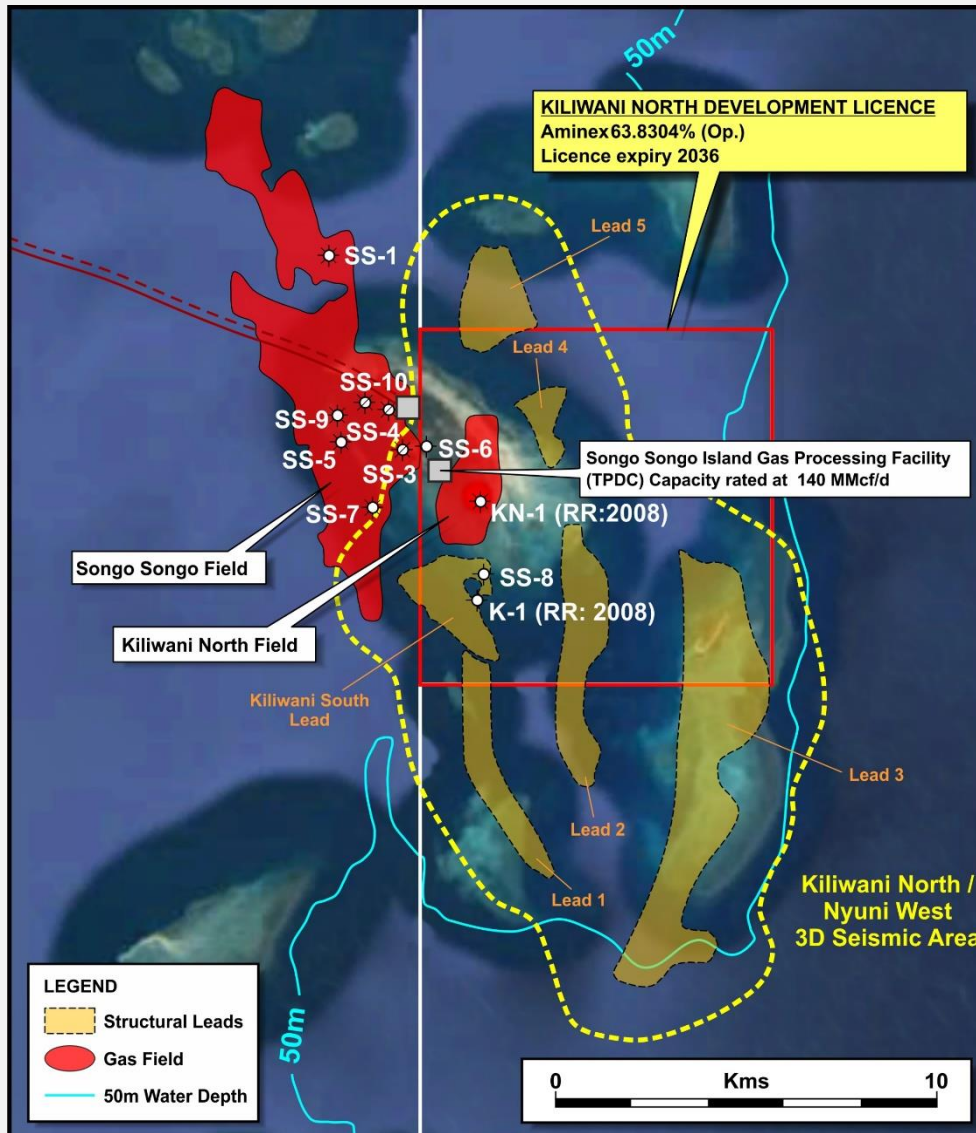 50m
KILIWANI NORTH DEVELOPMENT LICENCE
Aminex 63.8304% (Op.)
Licence expiry 2036
Lead 5
SS-1
Lead 4
SS-10
SS-9
SS-4
SS-6
SS-5
SS-3
Songo Songo Island Gas Processing Facility
(TPDC) Capacity rated at 140 MMcf/d
SS-7
KN-1 (RR:2008)
Songo Songo Field
SS-8
K-1 (RR: 2008)
Kiliwani North Field
Kiliwani South
Lead
Lead 3
Lead 2
Lead 1
Kiliwani North /
Nyuni West
3D Seismic Area
LEGEND
Structural Leads
Gas Field
50m Water Depth
50m
0 Kms 10